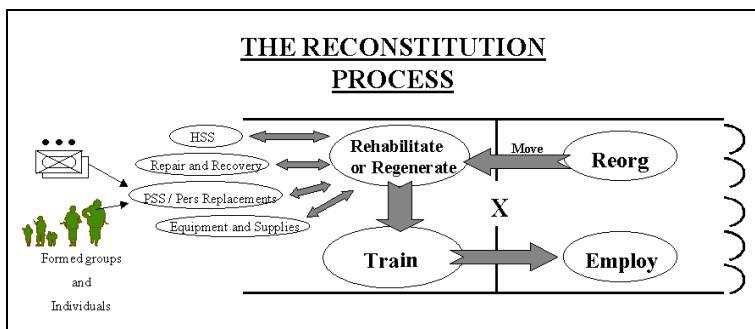 THE RECONSTITUTION
PROCESS
HSS
Repair and Recovery
PSS / Pers Replacements
Equipment and Supplies
Formed groups
and
Individuals
Rehabilitate
or Regenerate
Move
Reorg
X
Train
Employ